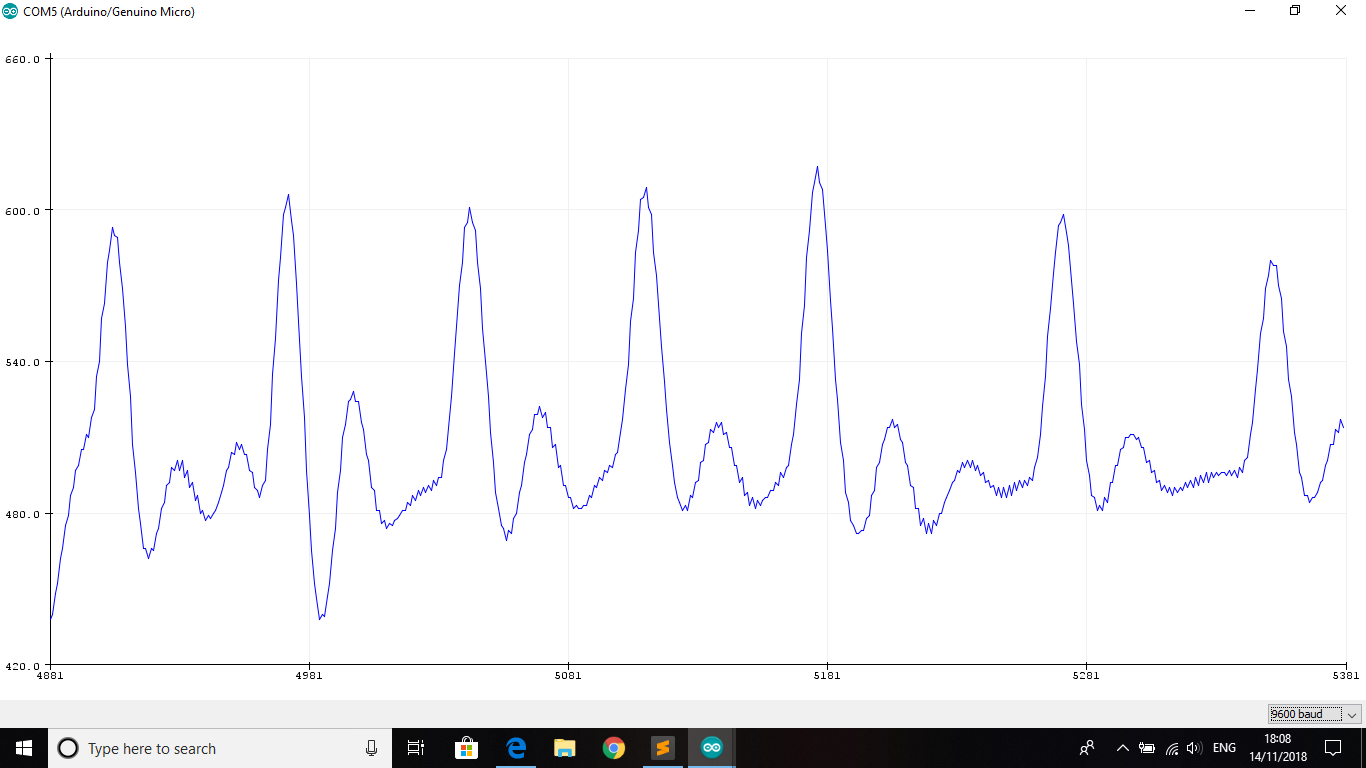 COM5 (Arduino/Genuino Micro)
660.0
600.0
540.0
480.0
420.0
4881 4981 5081 5181 5281 5381
9600 baud
Type here to search
ENG
18:08
14/11/2018